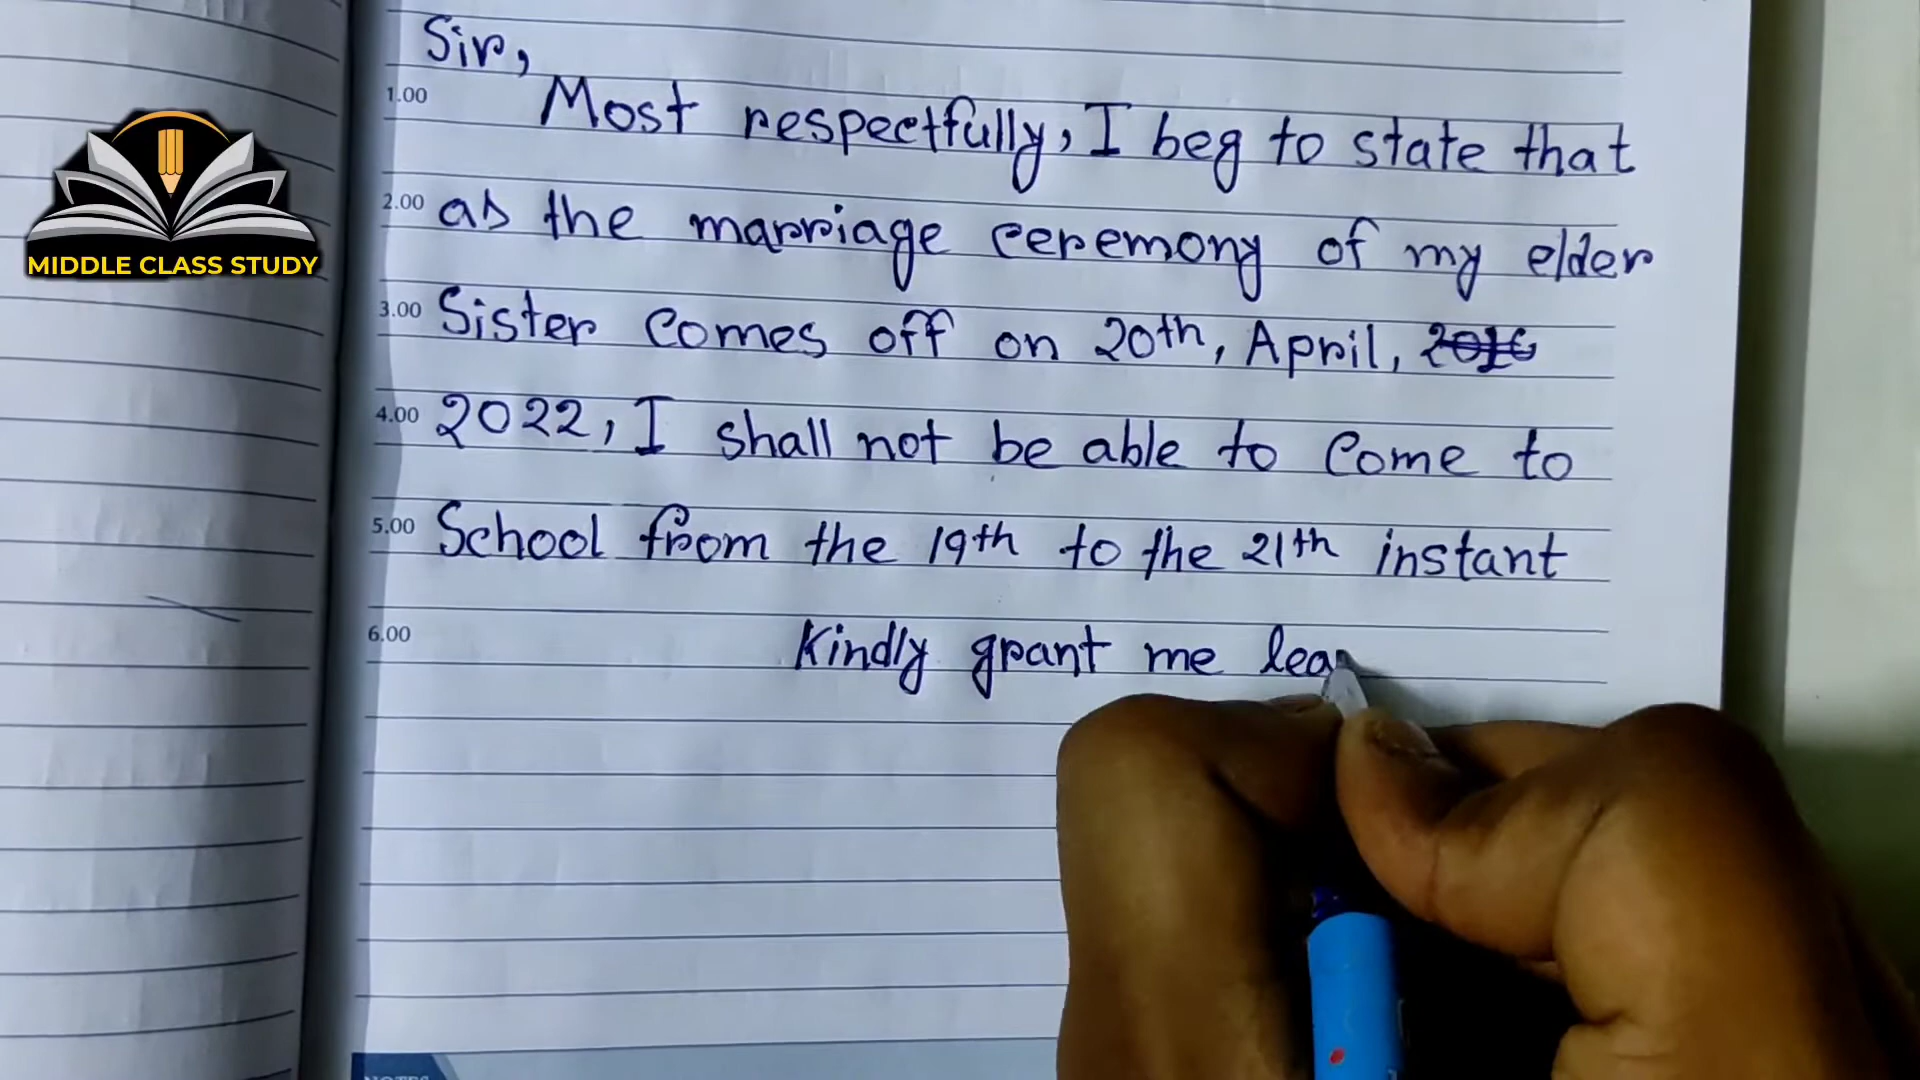 Sir,
1.00 Most respectfully, I beg to state that
2.00 as the marriage ceremony of my elder
3.00 Sister comes off on 20th, April,
4.00 2022, I shall not be able to come to
5.00 School from the 19th to the 21th instant
6.00 Kindly grant me lea
MIDDLE CLASS STUDY
NOTES